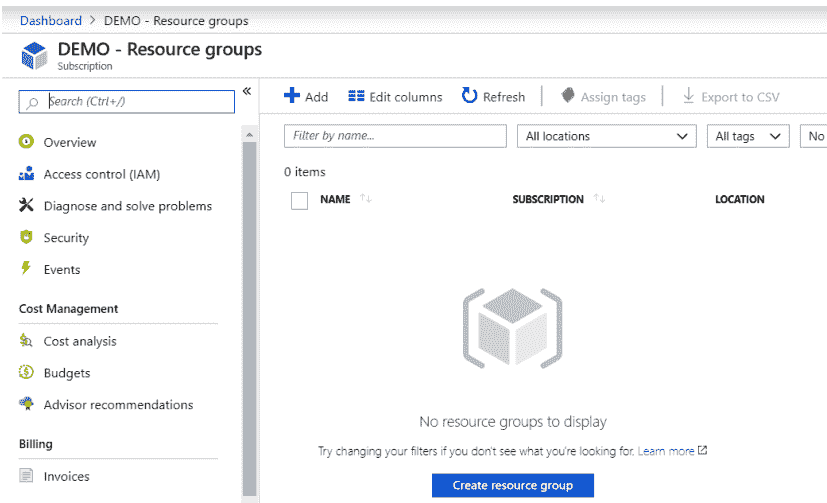 Dashboard > DEMO - Resource groups
DEMO - Resource groups
Subscription
Search (Ctrl+/)
«
Overview
Access control (IAM)
Diagnose and solve problems
Security
Events
Cost Management
Cost analysis
Budgets
Advisor recommendations
Billing
Invoices
Add Edit columns Refresh Assign tags Export to CSV
Filter by name... All locations All tags No
0 items
NAME SUBSCRIPTION LOCATION
No resource groups to display
Try changing your filters if you don't see what you're looking for. Learn more
Create resource group